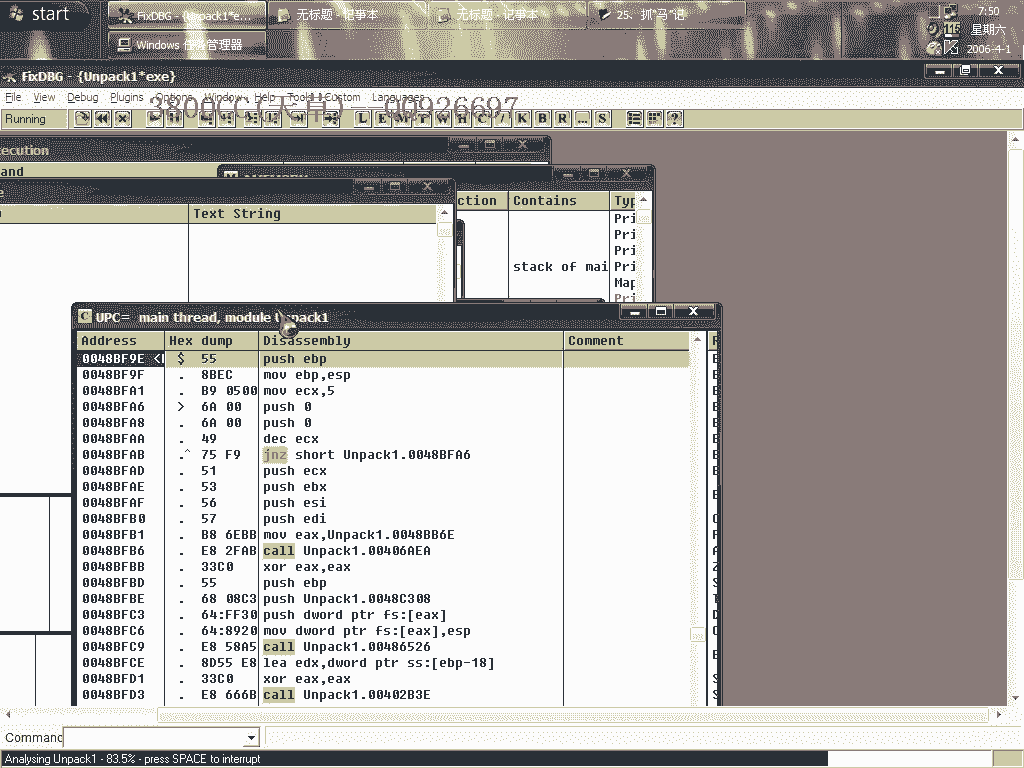 start
FixDBG - {Unpack1*e...
无标题 - 记事本
无标题 - 记事本
25、抓"马"记
7:50
Windows 任务管理器
115
星期六
2006-4-1
FixDBG - {Unpack1*exe}
File View Debug Plugins Options Window Help Tools Custom Languages
3800CC(天草)--QQ926697
Running
L E M W H C K B R ... S ?
ecution
and
Text String
ction Contains Typ
Pri
Pri
Pri
stack of mai Pri
Map
Pri
C UPC= main thread, module Unpack1
Address Hex dump Disassembly Comment
0048BF9E $ 55 push ebp
0048BF9F . 8BEC mov ebp,esp
0048BFA1 . B9 0500 mov ecx,5
0048BFA6 > 6A 00 push 0
0048BFA8 . 6A 00 push 0
0048BFAA . 49 dec ecx
0048BFAB .^ 75 F9 jnz short Unpack1.0048BFA6
0048BFAD . 51 push ecx
0048BFAE . 53 push ebx
0048BFAF . 56 push esi
0048BFB0 . 57 push edi
0048BFB1 . B8 6EBB mov eax,Unpack1.0048BB6E
0048BFB6 . E8 2FAB call Unpack1.00406AEA
0048BFBB . 33C0 xor eax,eax
0048BFBD . 55 push ebp
0048BFBE . 68 08C3 push Unpack1.0048C308
0048BFC3 . 64:FF30 push dword ptr fs:[eax]
0048BFC6 . 64:8920 mov dword ptr fs:[eax],esp
0048BFC9 . E8 58A5 call Unpack1.00486526
0048BFCE . 8D55 E8 lea edx,dword ptr ss:[ebp-18]
0048BFD1 . 33C0 xor eax,eax
0048BFD3 . E8 666B call Unpack1.00402B3E
Command
Analysing Unpack1 - 83.5% - press SPACE to interrupt